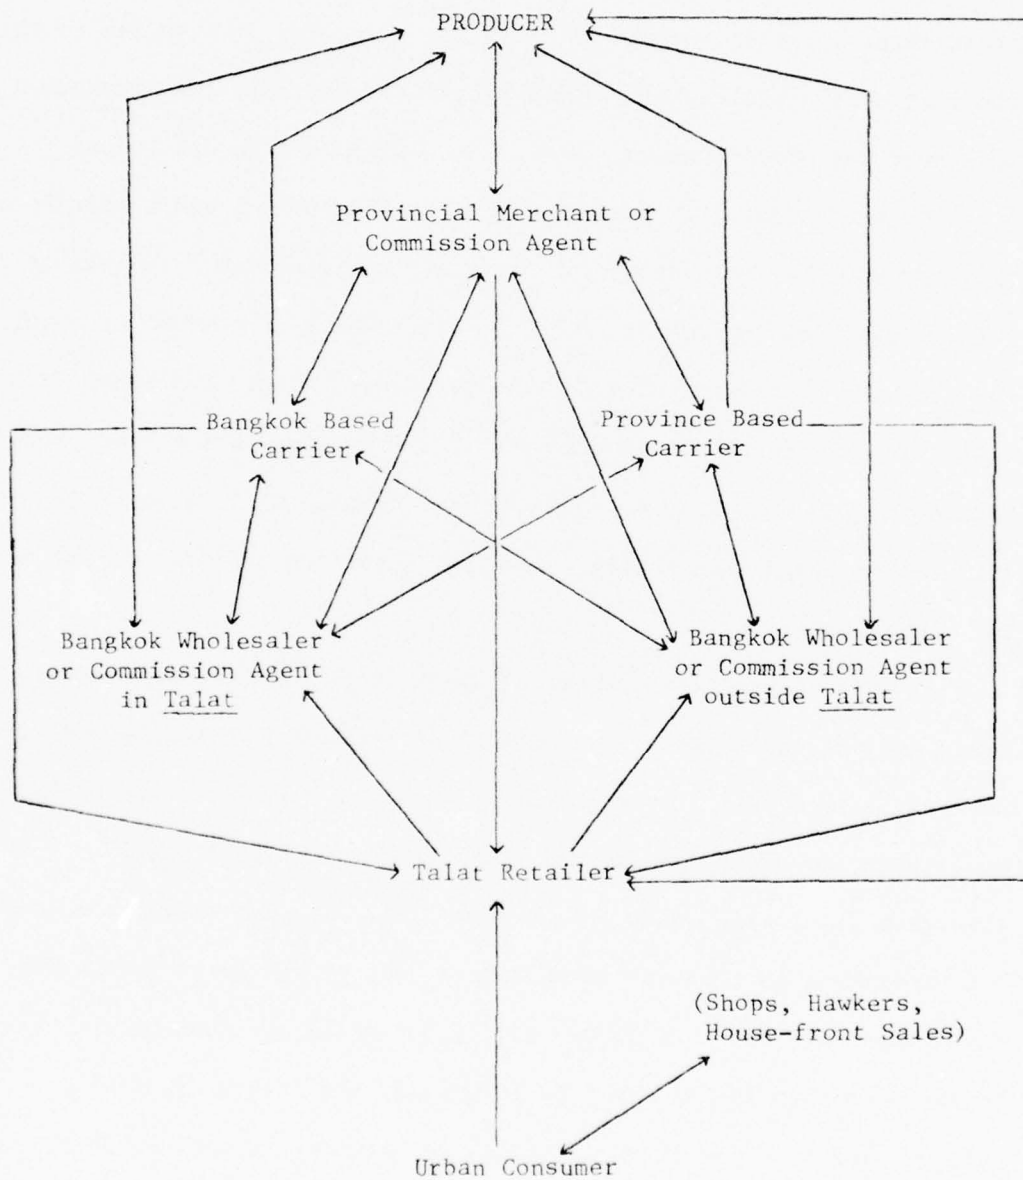 PRODUCER
Provincial Merchant or
Commission Agent
Bangkok Based
Carrier
Province Based
Carrier
Bangkok Wholesaler
or Commission Agent
in Talat
Bangkok Wholesaler
or Commission Agent
outside Talat
Talat Retailer
(Shops, Hawkers,
House-front Sales)
Urban Consumer